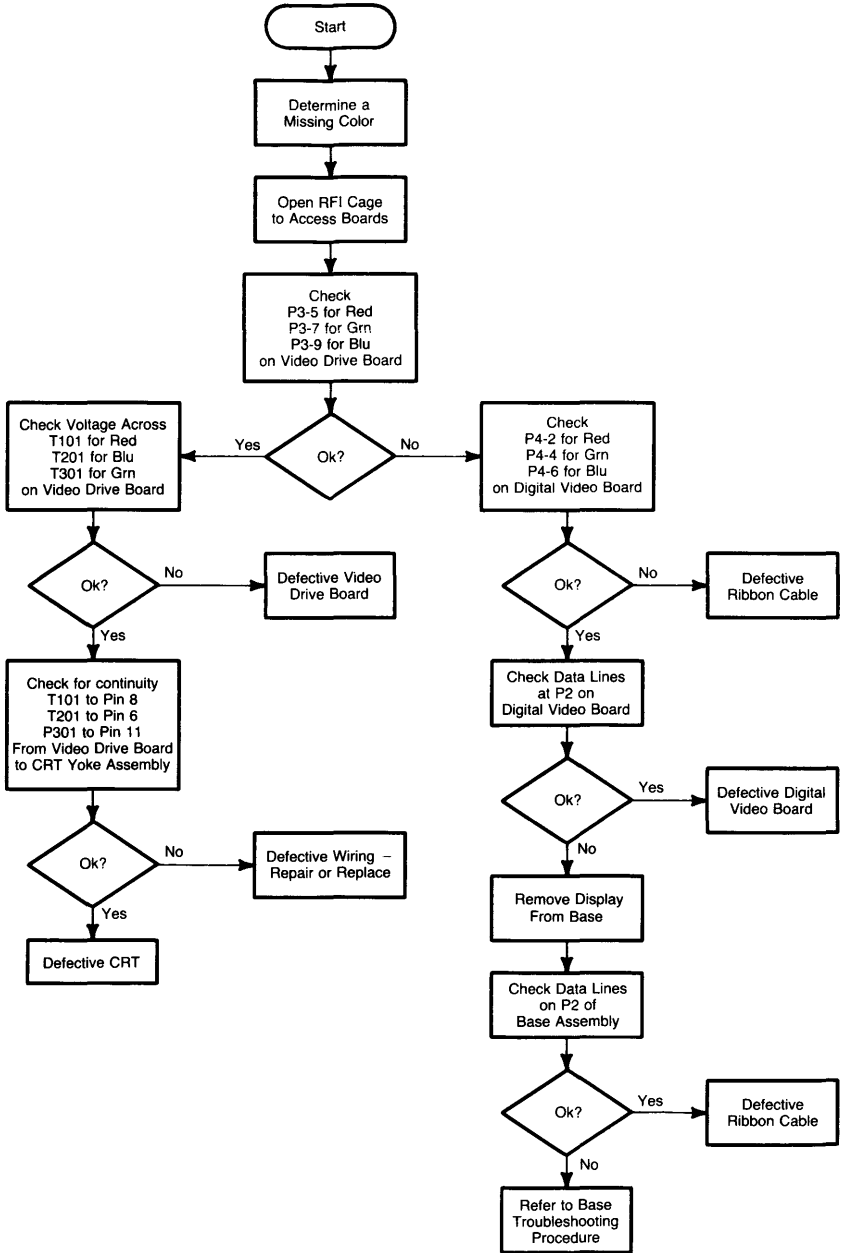 Start
Determine a
Missing Color
Open RFI Cage
to Access Boards
Check
P3-5 for Red
P3-7 for Grn
P3-9 for Blu
on Video Drive Board
Ok?
Yes
No
Check Voltage Across
T101 for Red
T201 for Blu
T301 for Grn
on Video Drive Board
Ok?
No
Defective Video
Drive Board
Yes
Check for continuity
T101 to Pin 8
T201 to Pin 6
P301 to Pin 11
From Video Drive Board
to CRT Yoke Assembly
Ok?
No
Defective Wiring –
Repair or Replace
Yes
Defective CRT
Check
P4-2 for Red
P4-4 for Grn
P4-6 for Blu
on Digital Video Board
Ok?
No
Defective
Ribbon Cable
Yes
Check Data Lines
at P2 on
Digital Video Board
Ok?
Yes
Defective Digital
Video Board
No
Remove Display
From Base
Check Data Lines
on P2 of
Base Assembly
Ok?
Yes
Defective
Ribbon Cable
No
Refer to Base
Troubleshooting
Procedure